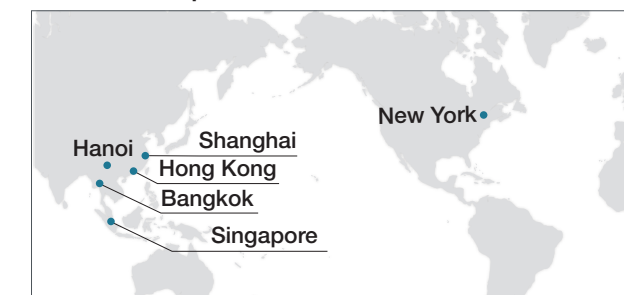 New York
Shanghai
Hanoi
Hong Kong
Bangkok
Singapore